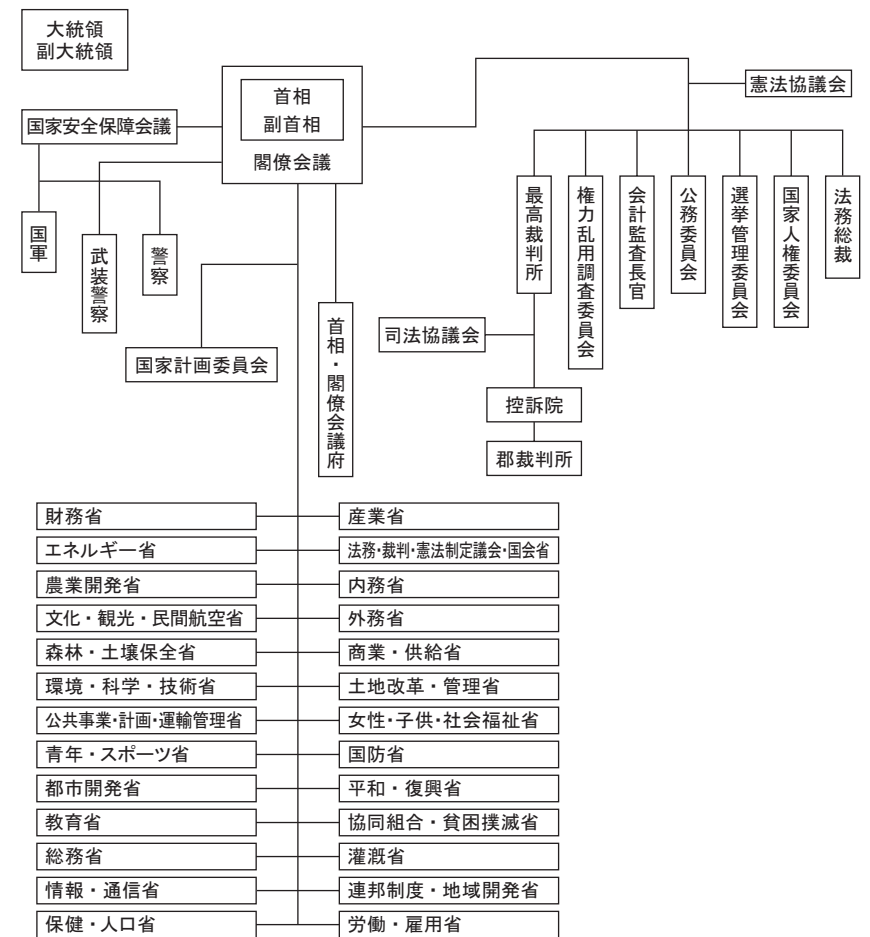 大統領
副大統領
首相
副首相
閣僚会議
憲法協議会
国家安全保障会議
国軍
武装警察
警察
国家計画委員会
首相・閣僚会議府
最高裁判所
権力乱用調査委員会
会計監査長官
公務委員会
選挙管理委員会
国家人権委員会
法務総裁
司法協議会
控訴院
郡裁判所
財務省
産業省
エネルギー省
法務・裁判・憲法制定議会・国会省
農業開発省
内務省
文化・観光・民間航空省
外務省
森林・土壌保全省
商業・供給省
環境・科学・技術省
土地改革・管理省
公共事業・計画・運輸管理省
女性・子供・社会福祉省
青年・スポーツ省
国防省
都市開発省
平和・復興省
教育省
協同組合・貧困撲滅省
総務省
灌漑省
情報・通信省
連邦制度・地域開発省
保健・人口省
労働・雇用省